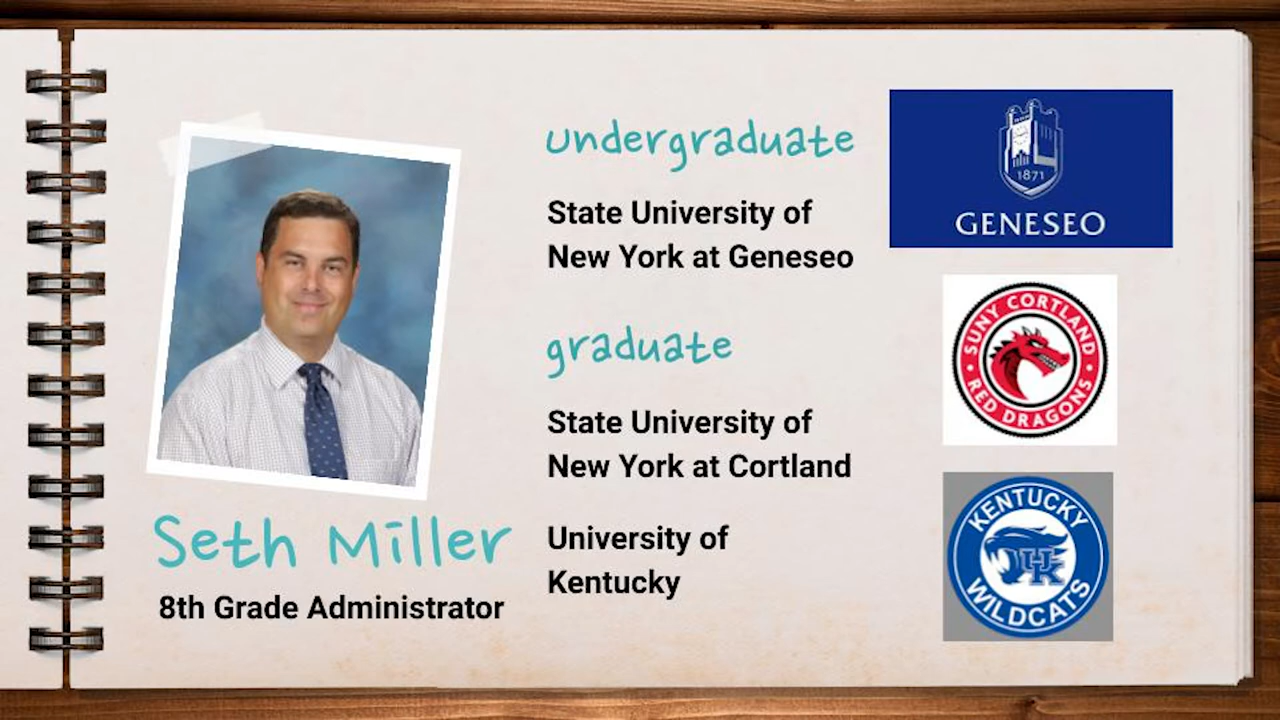 undergraduate
State University of
New York at Geneseo
graduate
State University of
New York at Cortland
University of
Kentucky
Seth Miller
8th Grade Administrator
1871
GENESEO
SUNY CORTLAND
RED DRAGONS
KENTUCKY
UK
WILDCATS